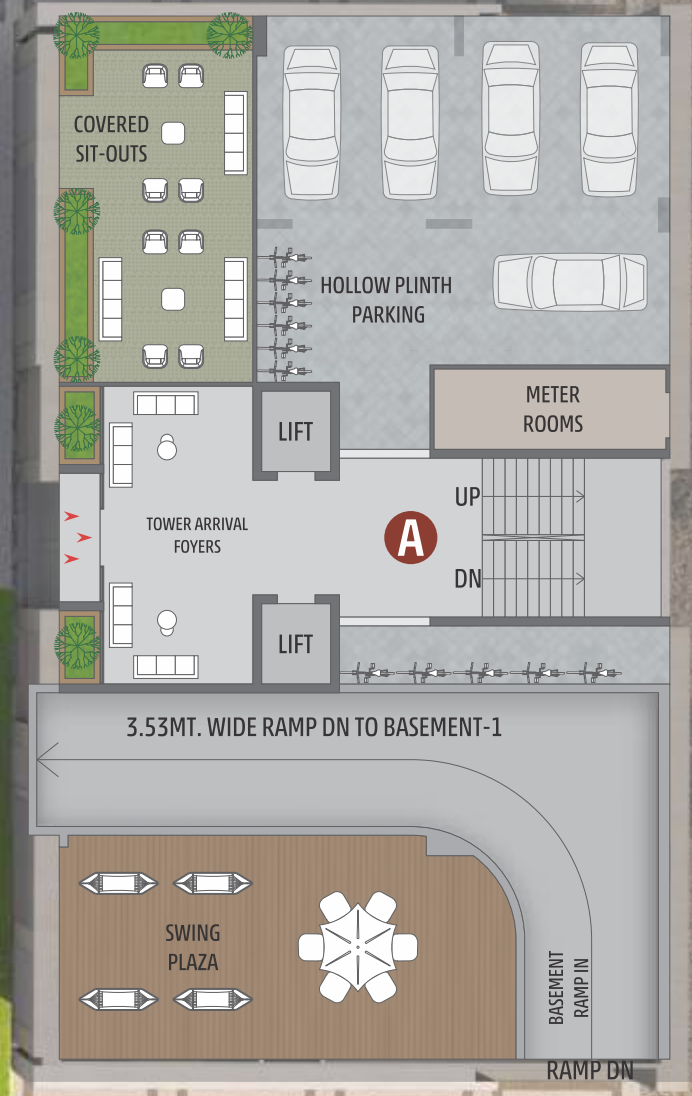 COVERED
SIT-OUTS
HOLLOW PLINTH
PARKING
METER
ROOMS
LIFT
UP
TOWER ARRIVAL
FOYERS
A
DN
LIFT
3.53MT. WIDE RAMP DN TO BASEMENT-1
SWING
PLAZA
BASEMENT
RAMP IN
RAMP DN